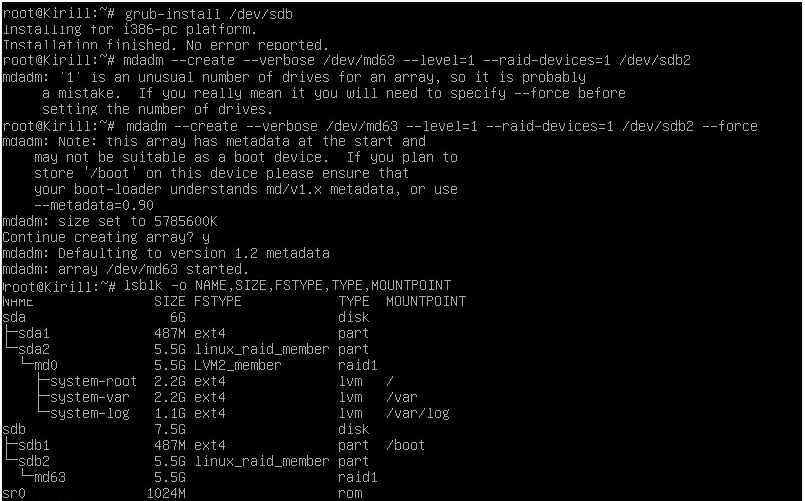 root@Kirill:~# grub-install /dev/sdb
Installing for i386-pc platform.
Installation finished. No error reported.
root@Kirill:~# mdadm --create --verbose /dev/md63 --level=1 --raid-devices=1 /dev/sdb2
mdadm: '1' is an unusual number of drives for an array, so it is probably
     a mistake.  If you really mean it you will need to specify --force before
     setting the number of drives.
root@Kirill:~# mdadm --create --verbose /dev/md63 --level=1 --raid-devices=1 /dev/sdb2 --force
mdadm: Note: this array has metadata at the start and
    may not be suitable as a boot device.  If you plan to
    store '/boot' on this device please ensure that
    your boot-loader understands md/v1.x metadata, or use
    --metadata=0.90
mdadm: size set to 5785600K
Continue creating array? y
mdadm: Defaulting to version 1.2 metadata
mdadm: array /dev/md63 started.
root@Kirill:~# lsblk -o NAME,SIZE,FSTYPE,TYPE,MOUNTPOINT
NAME               SIZE FSTYPE            TYPE  MOUNTPOINT
sda                  6G                   disk
├─sda1             487M ext4              part
└─sda2             5.5G linux_raid_member part
  └─md0            5.5G LVM2_member       raid1
    ├─system-root  2.2G ext4              lvm   /
    ├─system-var   2.2G ext4              lvm   /var
    └─system-log   1.1G ext4              lvm   /var/log
sdb                7.5G                   disk
├─sdb1             487M ext4              part  /boot
└─sdb2             5.5G linux_raid_member part
  └─md63           5.5G                   raid1
sr0               1024M                   rom